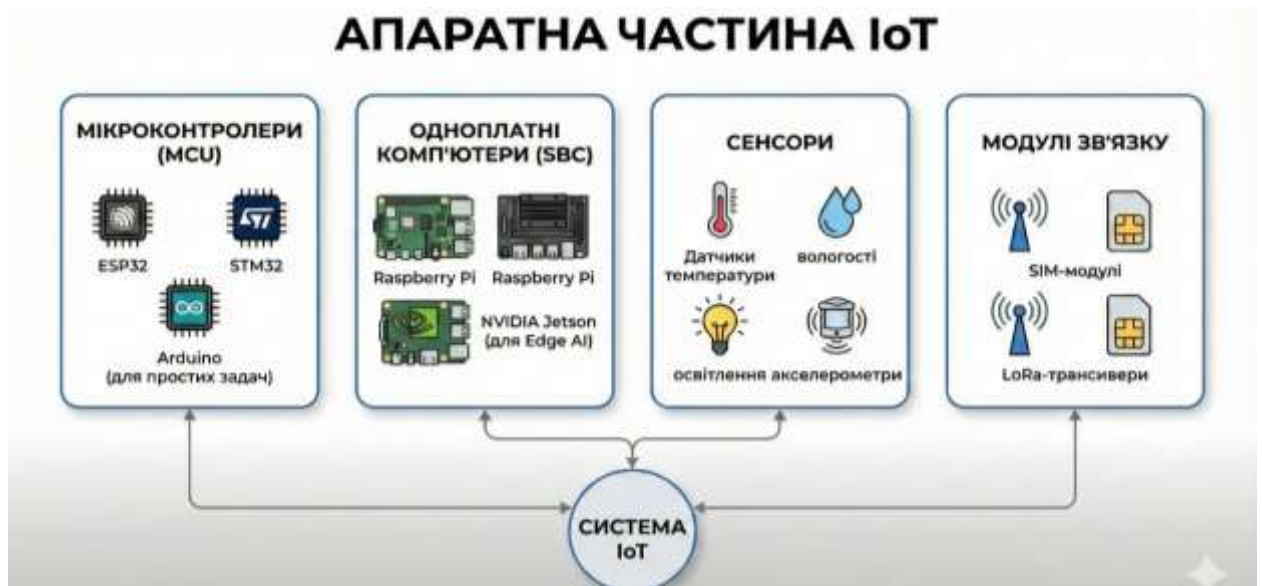 АПАРАТНА ЧАСТИНА IoT
МІКРОКОНТРОЛЕРИ
(MCU)
ESP32
STM32
Arduino
(для простих задач)
ОДНОПЛАТНІ
КОМП'ЮТЕРИ (SBC)
Raspberry Pi
Raspberry Pi
NVIDIA Jetson
(для Edge AI)
СЕНСОРИ
Датчики
температури
вологості
освітлення
акселерометри
МОДУЛІ ЗВ'ЯЗКУ
SIM-модулі
LoRa-трансивери
СИСТЕМА
IoT